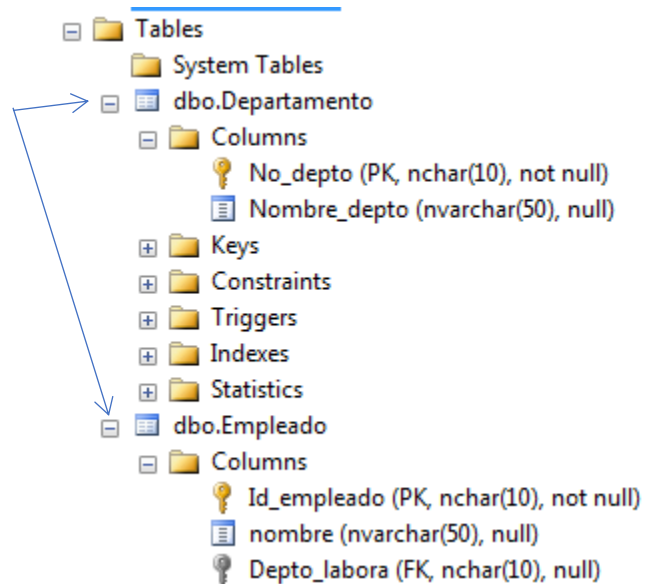 Tables
System Tables
dbo.Departamento
Columns
No_depto (PK, nchar(10), not null)
Nombre_depto (nvarchar(50), null)
Keys
Constraints
Triggers
Indexes
Statistics
dbo.Empleado
Columns
Id_empleado (PK, nchar(10), not null)
nombre (nvarchar(50), null)
Depto_labora (FK, nchar(10), null)